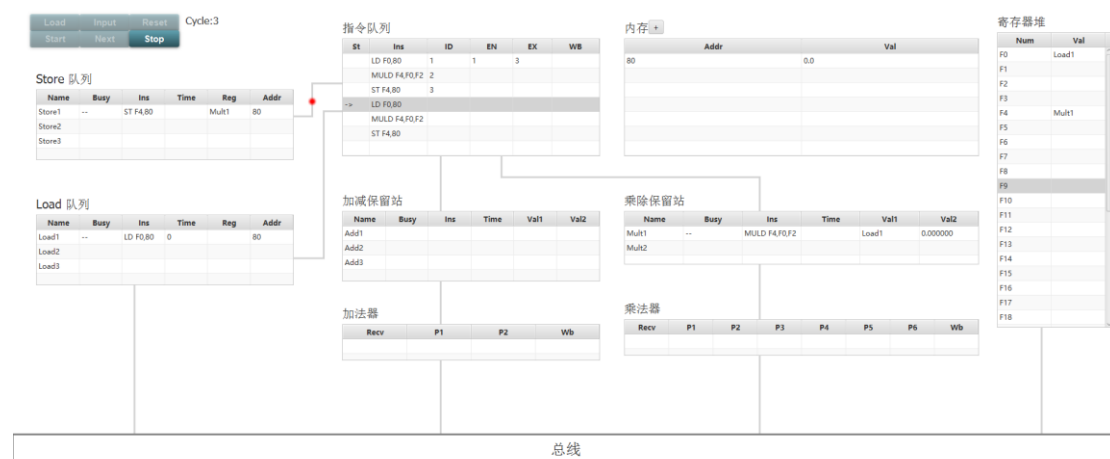 Load Input Reset Cycle:3
Start Next Stop
指令队列
St Ins ID EN EX WB
LD F0,80 1 1 3
MULD F4,F0,F2 2
ST F4,80 3
-> LD F0,80
MULD F4,F0,F2
ST F4,80
内存 +
Addr Val
80 0.0
寄存器堆
Num Val
F0 Load1
F1
F2
F3
F4 Mult1
F5
F6
F7
F8
F9
F10
F11
F12
F13
F14
F15
F16
F17
F18
Store 队列
Name Busy Ins Time Reg Addr
Store1 -- ST F4,80 Mult1 80
Store2
Store3
Load 队列
Name Busy Ins Time Reg Addr
Load1 -- LD F0,80 0 80
Load2
Load3
加减保留站
Name Busy Ins Time Val1 Val2
Add1
Add2
Add3
乘除保留站
Name Busy Ins Time Val1 Val2
Mult1 -- MULD F4,F0,F2 Load1 0.000000
Mult2
加法器
Recv P1 P2 Wb
乘法器
Recv P1 P2 P3 P4 P5 P6 Wb
总线